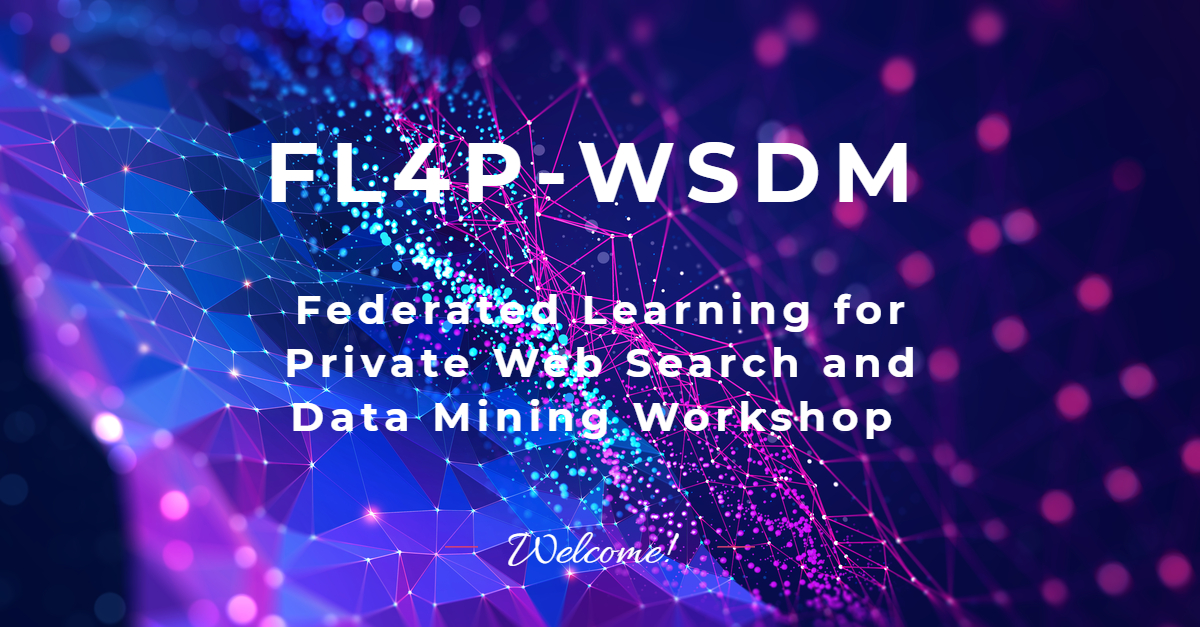 FL4P-WSDM
Federated Learning for
Private Web Search and
Data Mining Workshop
Welcome!